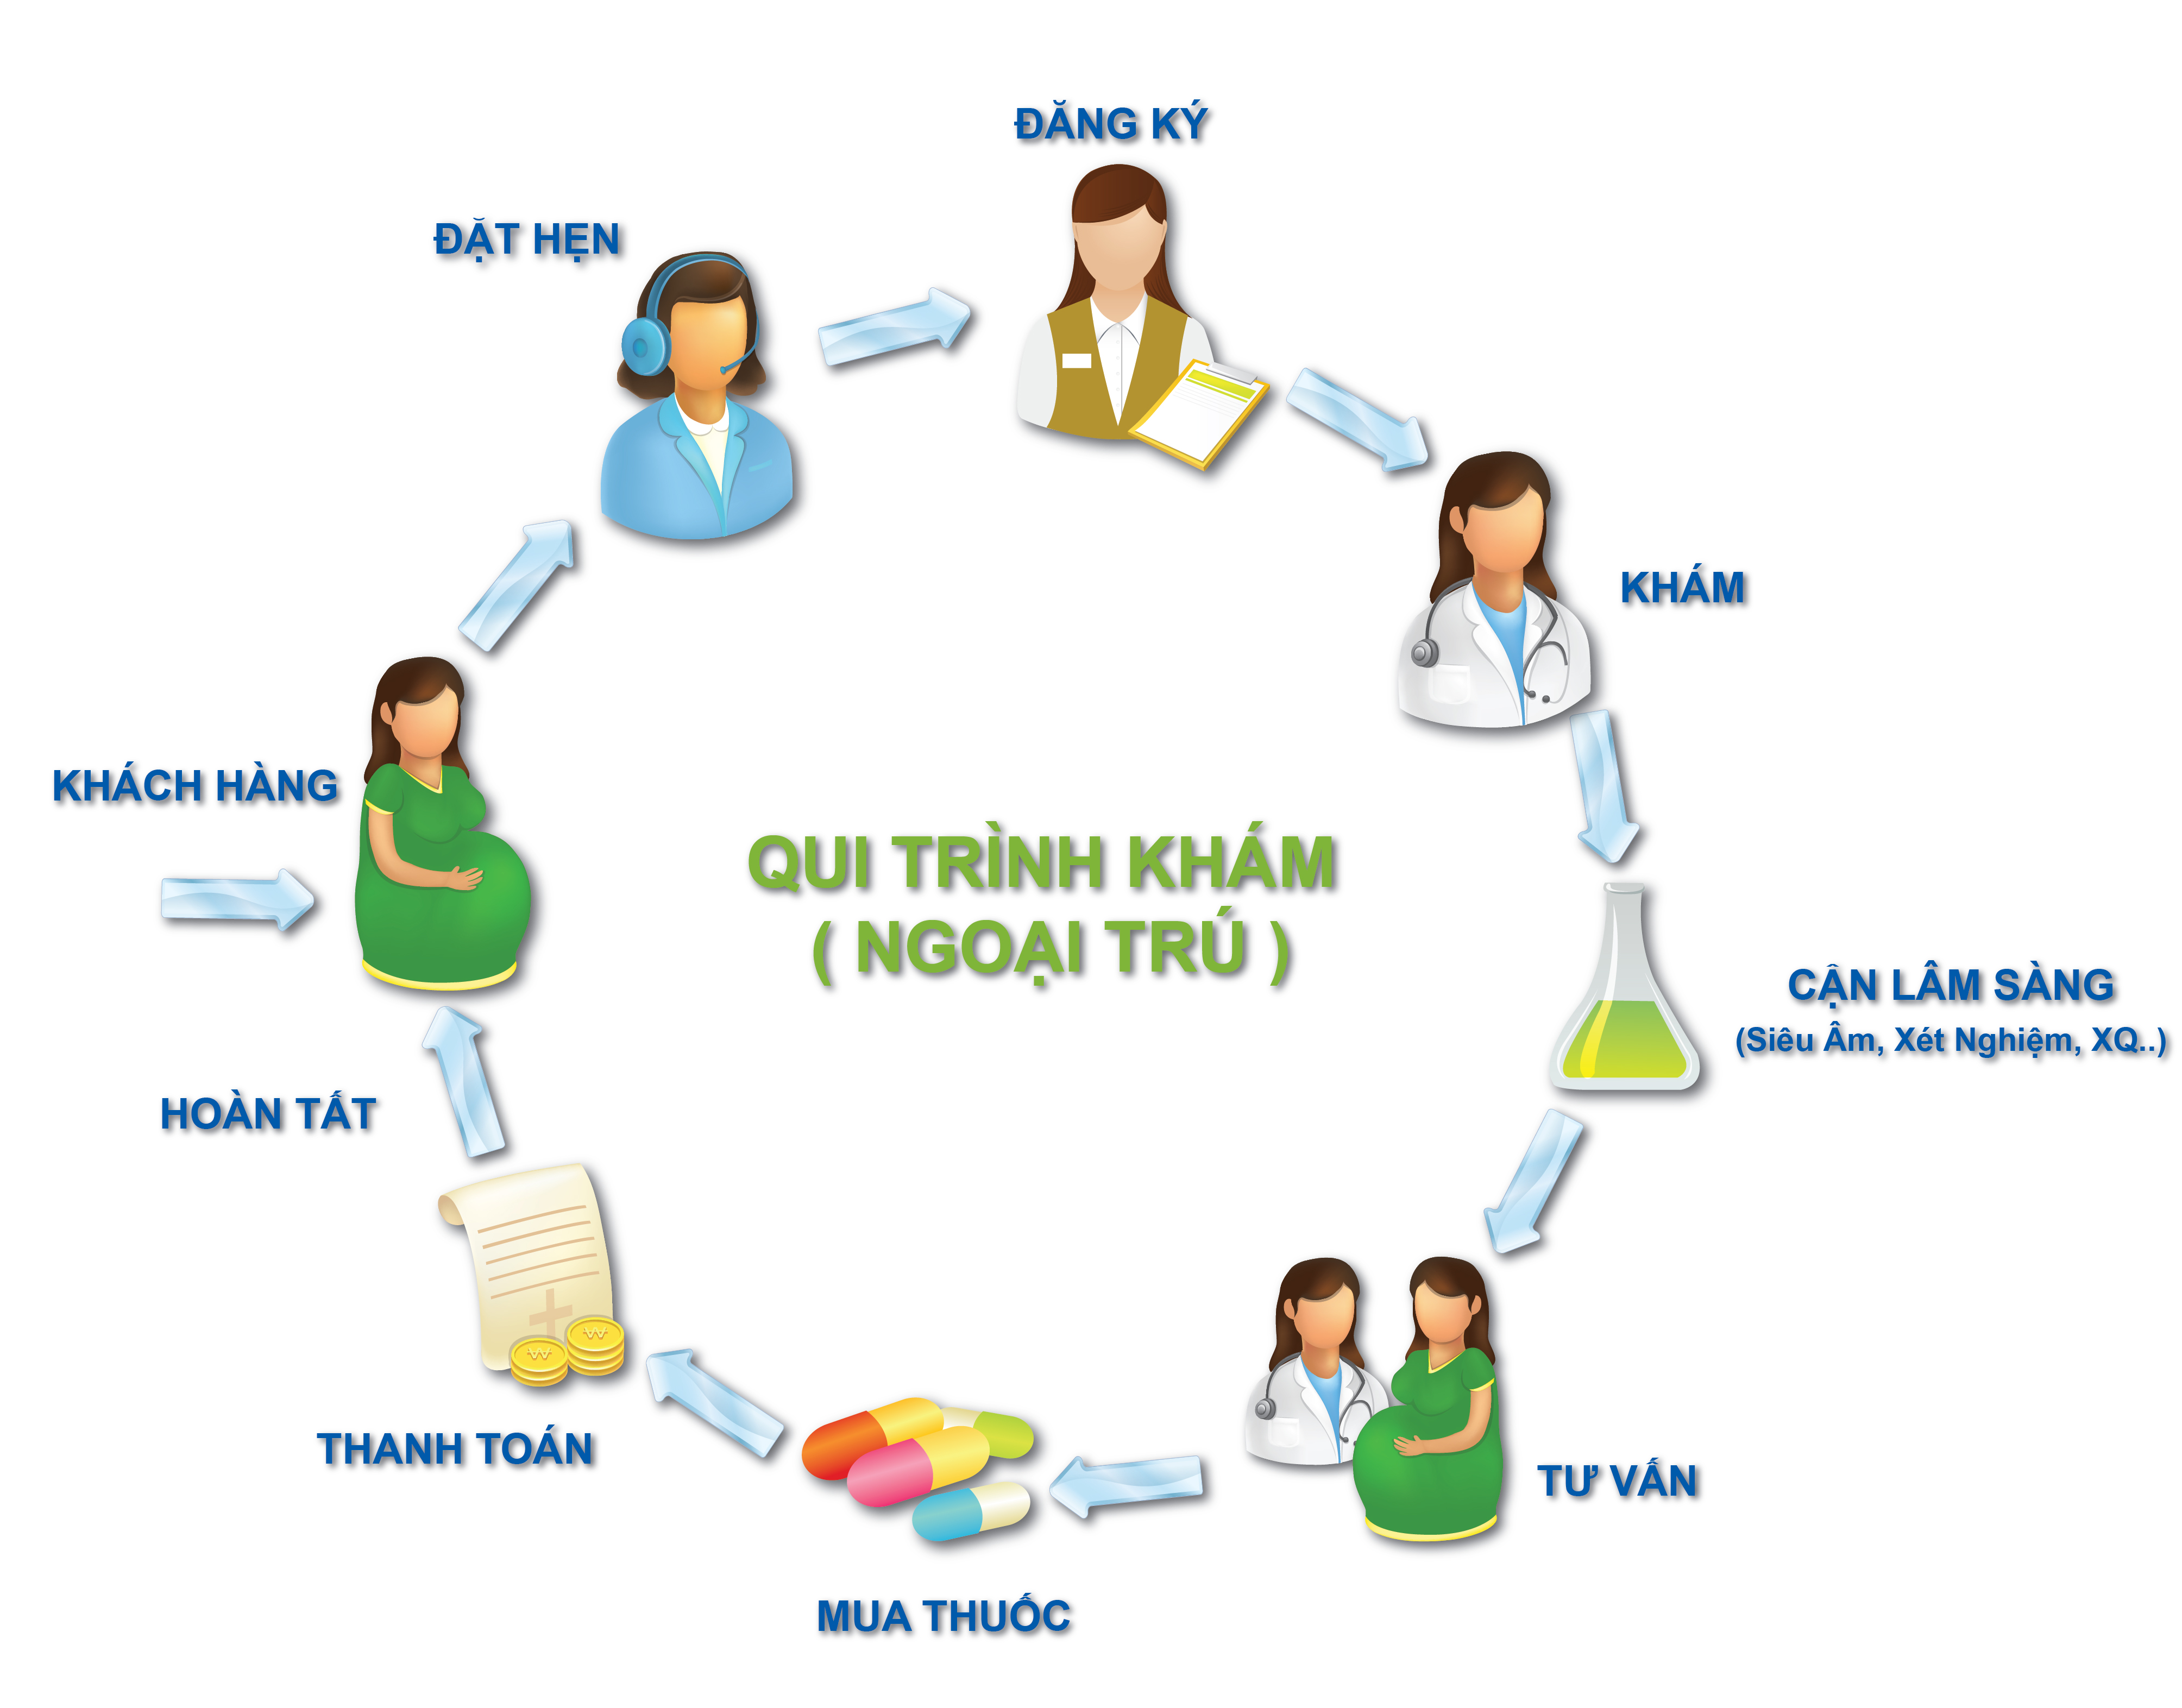 ĐĂNG KÝ
ĐẶT HẸN
KHÁM
KHÁCH HÀNG
QUI TRÌNH KHÁM
( NGOẠI TRÚ )
CẬN LÂM SÀNG
(Siêu Âm, Xét Nghiệm, XQ..)
HOÀN TẤT
THANH TOÁN
TƯ VẤN
MUA THUỐC